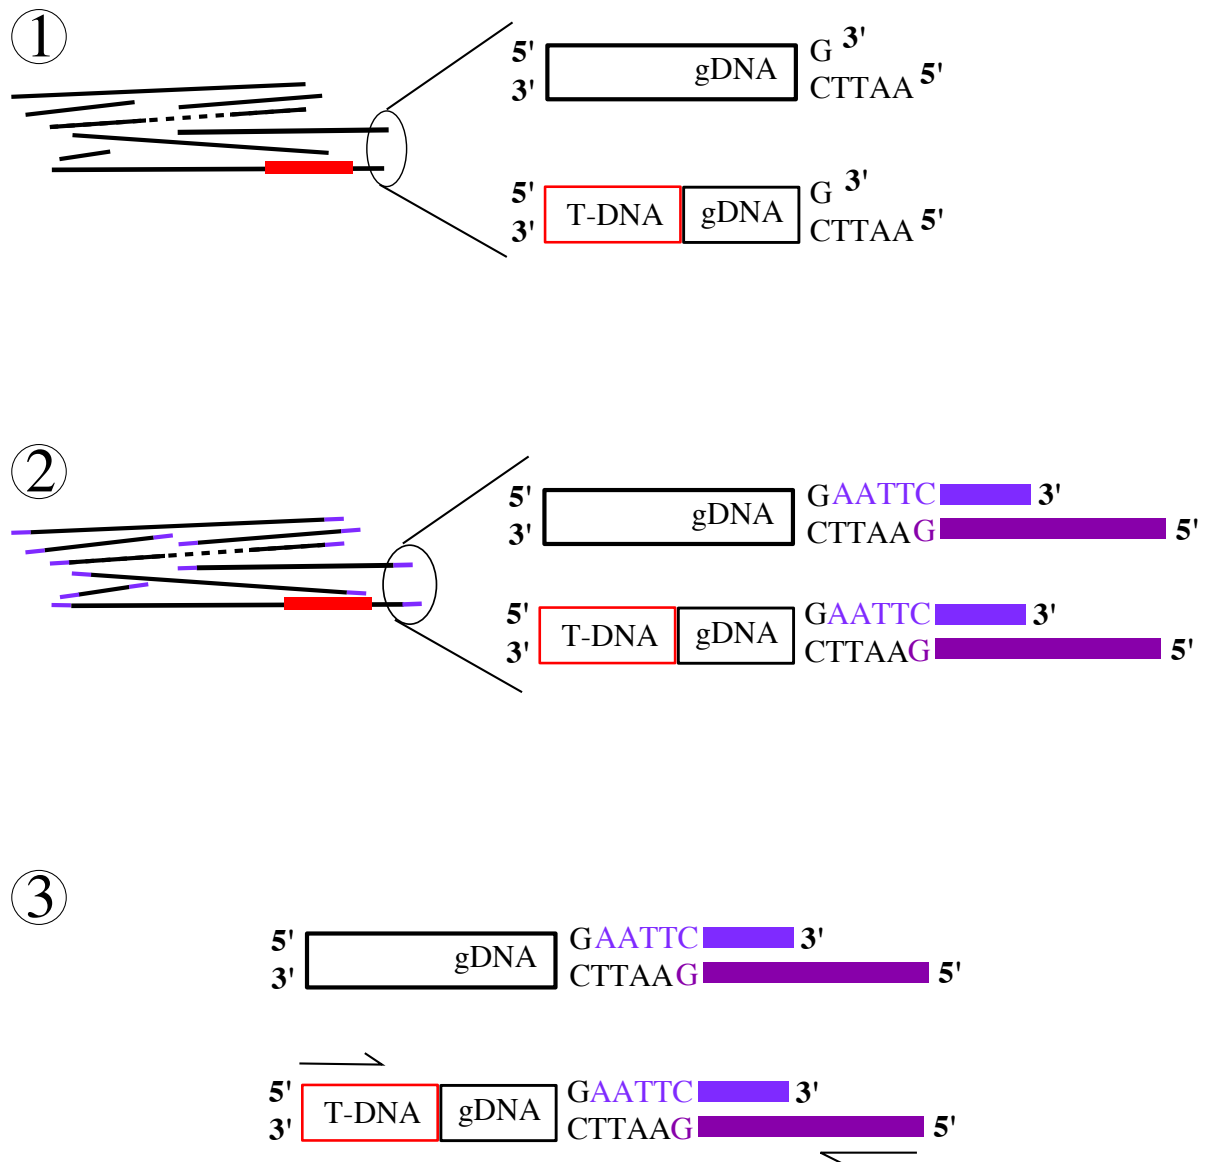 1
5' gDNA G 3'
3' CTTAA 5'
5' T-DNA gDNA G 3'
3' CTTAA 5'
2
5' gDNA GAATTC 3'
3' CTTAAG 5'
5' T-DNA gDNA GAATTC 3'
3' CTTAAG 5'
3
5' gDNA GAATTC 3'
3' CTTAAG 5'
5' T-DNA gDNA GAATTC 3'
3' CTTAAG 5'